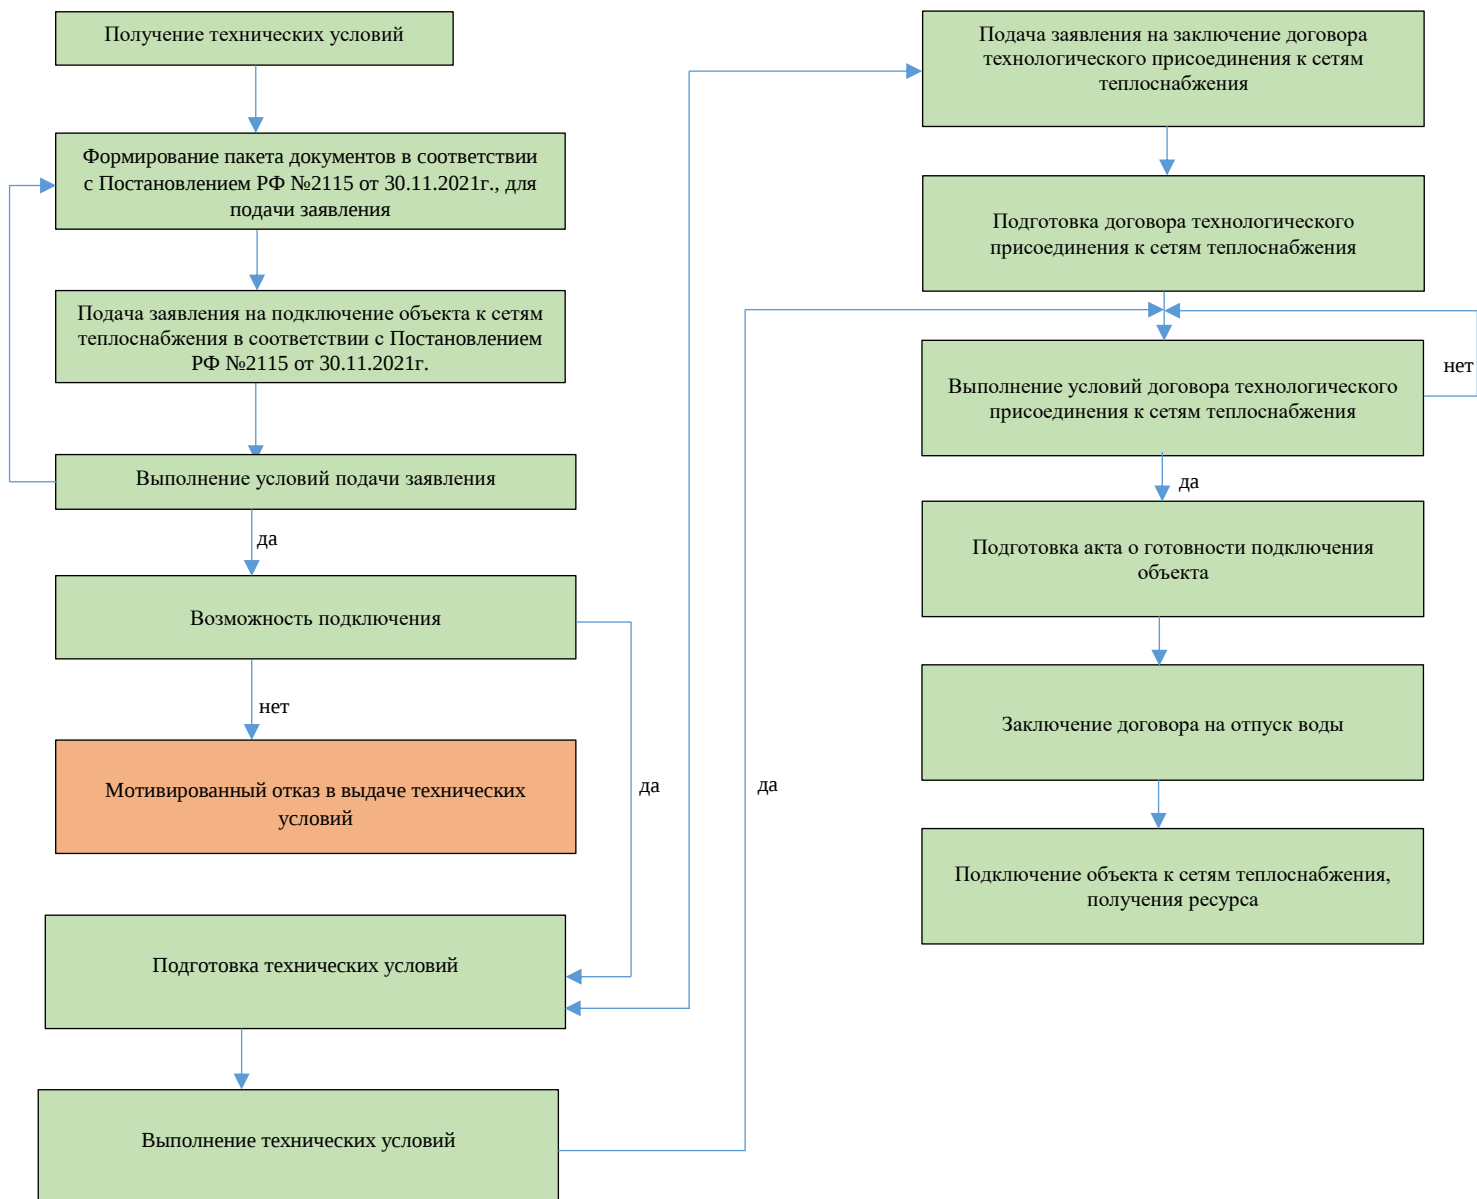 Получение технических условий
Формирование пакета документов в соответствии
с Постановлением РФ №2115 от 30.11.2021г., для
подачи заявления
Подача заявления на подключение объекта к сетям
теплоснабжения в соответствии с Постановлением
РФ №2115 от 30.11.2021г.
Выполнение условий подачи заявления
да
Возможность подключения
нет
Мотивированный отказ в выдаче технических
условий
да
Подготовка технических условий
Выполнение технических условий
да
Подача заявления на заключение договора
технологического присоединения к сетям
теплоснабжения
Подготовка договора технологического
присоединения к сетям теплоснабжения
нет
Выполнение условий договора технологического
присоединения к сетям теплоснабжения
да
Подготовка акта о готовности подключения
объекта
Заключение договора на отпуск воды
Подключение объекта к сетям теплоснабжения,
получения ресурса